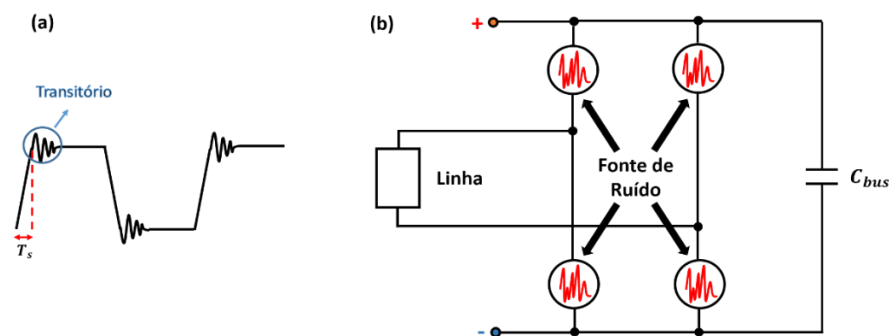 (a)
Transitório
T_s
(b)
+
Linha
Fonte de
Ruído
C_bus
-